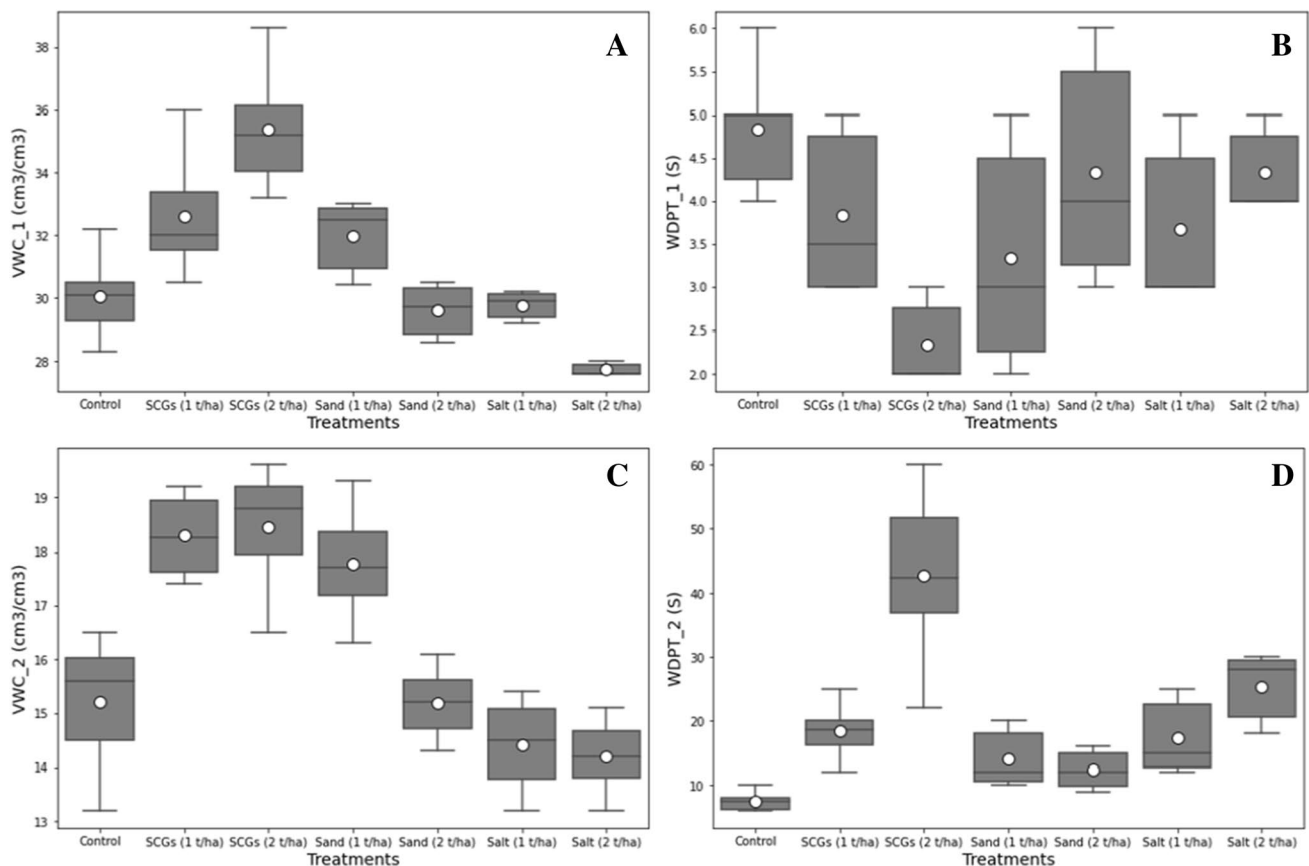 A
VWC_1 (cm3/cm3)
38
36
34
32
30
28
Control SCGs (1 t/ha) SCGs (2 t/ha) Sand (1 t/ha) Sand (2 t/ha) Salt (1 t/ha) Salt (2 t/ha)
Treatments
B
WDPT_1 (S)
6.0
5.5
5.0
4.5
4.0
3.5
3.0
2.5
2.0
Control SCGs (1 t/ha) SCGs (2 t/ha) Sand (1 t/ha) Sand (2 t/ha) Salt (1 t/ha) Salt (2 t/ha)
Treatments
C
VWC_2 (cm3/cm3)
19
18
17
16
15
14
13
Control SCGs (1 t/ha) SCGs (2 t/ha) Sand (1 t/ha) Sand (2 t/ha) Salt (1 t/ha) Salt (2 t/ha)
Treatments
D
WDPT_2 (S)
60
50
40
30
20
10
Control SCGs (1 t/ha) SCGs (2 t/ha) Sand (1 t/ha) Sand (2 t/ha) Salt (1 t/ha) Salt (2 t/ha)
Treatments